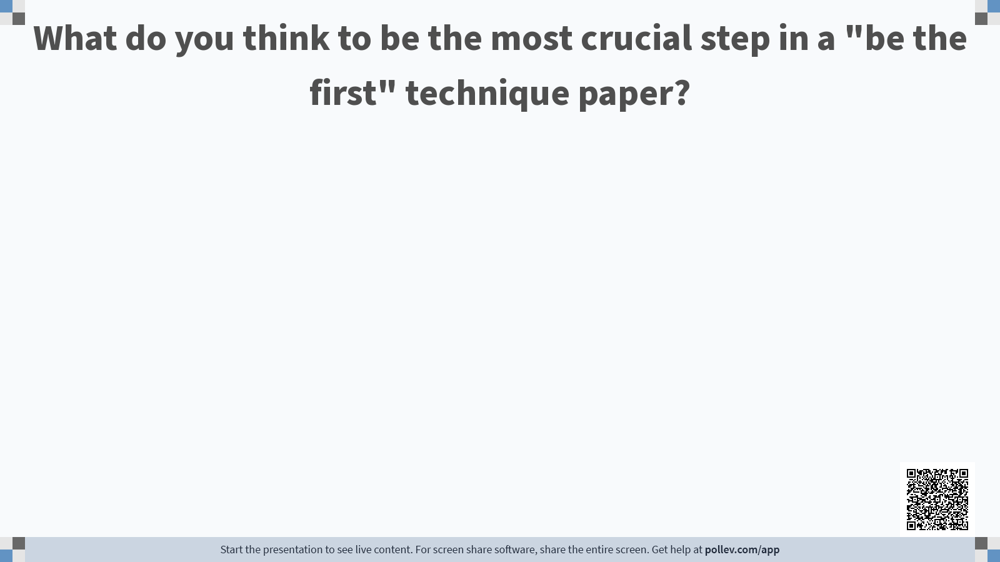 What do you think to be the most crucial step in a "be the
first" technique paper?
Start the presentation to see live content. For screen share software, share the entire screen. Get help at pollev.com/app